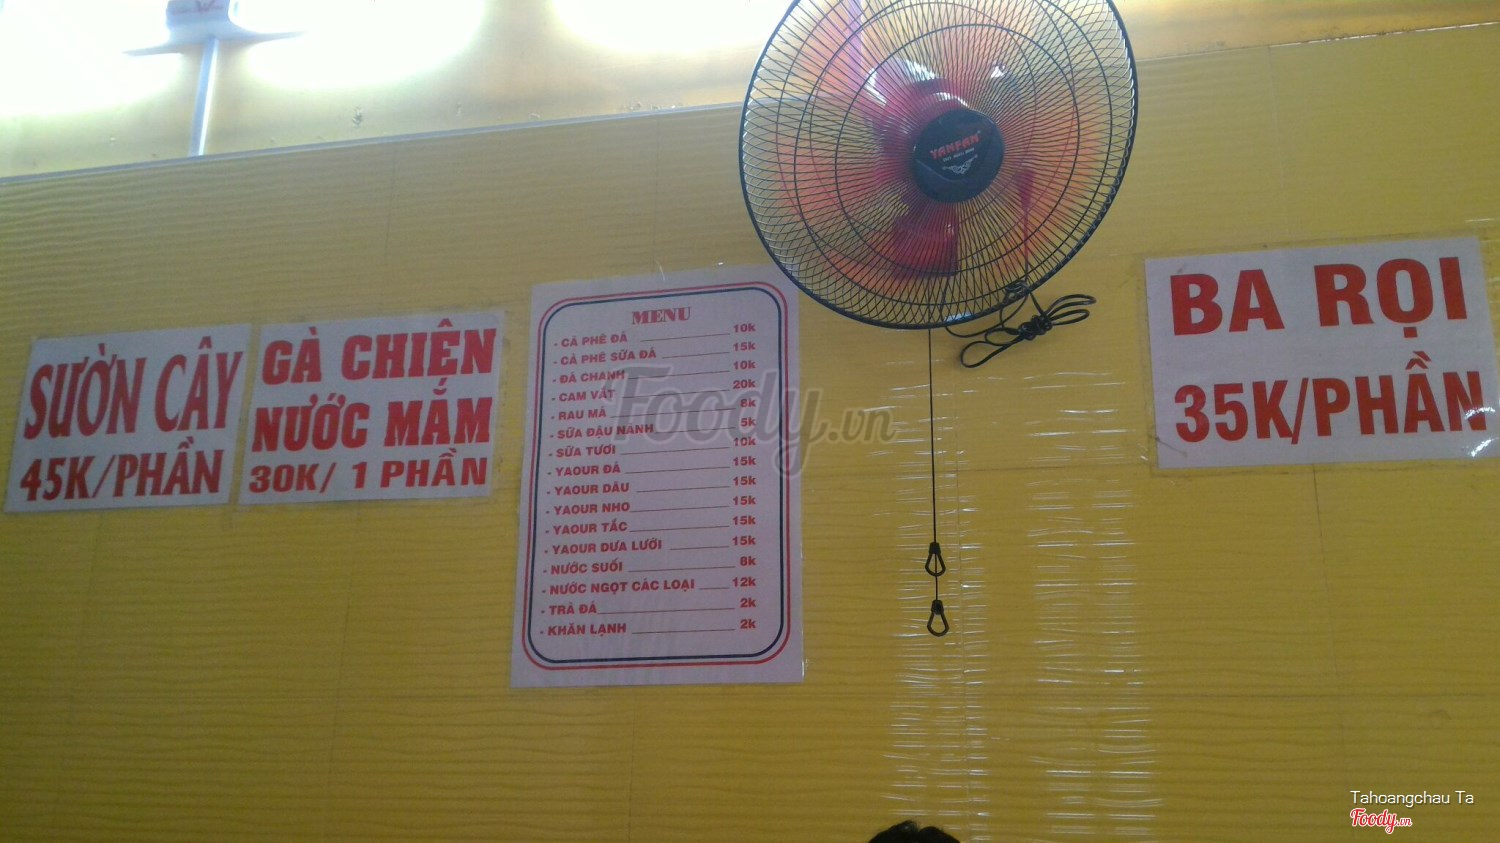 YANFAN
SƯỜN CÂY
45K/PHẦN
GÀ CHIÊN
NƯỚC MẮM
30K/ 1 PHẦN
MENU
- CÀ PHÊ ĐÁ 10k
- CÀ PHÊ SỮA ĐÁ 15k
- ĐÁ CHANH 10k
- CAM VẮT 20k
- RAU MÁ 8k
- SỮA ĐẬU NÀNH 5k
- SỮA TƯƠI 10k
- YAOUR ĐÁ 15k
- YAOUR DÂU 15k
- YAOUR NHO 15k
- YAOUR TẮC 15k
- YAOUR DƯA LƯỚI 15k
- NƯỚC SUỐI 8k
- NƯỚC NGỌT CÁC LOẠI 12k
- TRÀ ĐÁ 2k
- KHĂN LẠNH 2k
BA RỌI
35K/PHẦN
Foody.vn
Tahoangchau Ta
Foody.vn